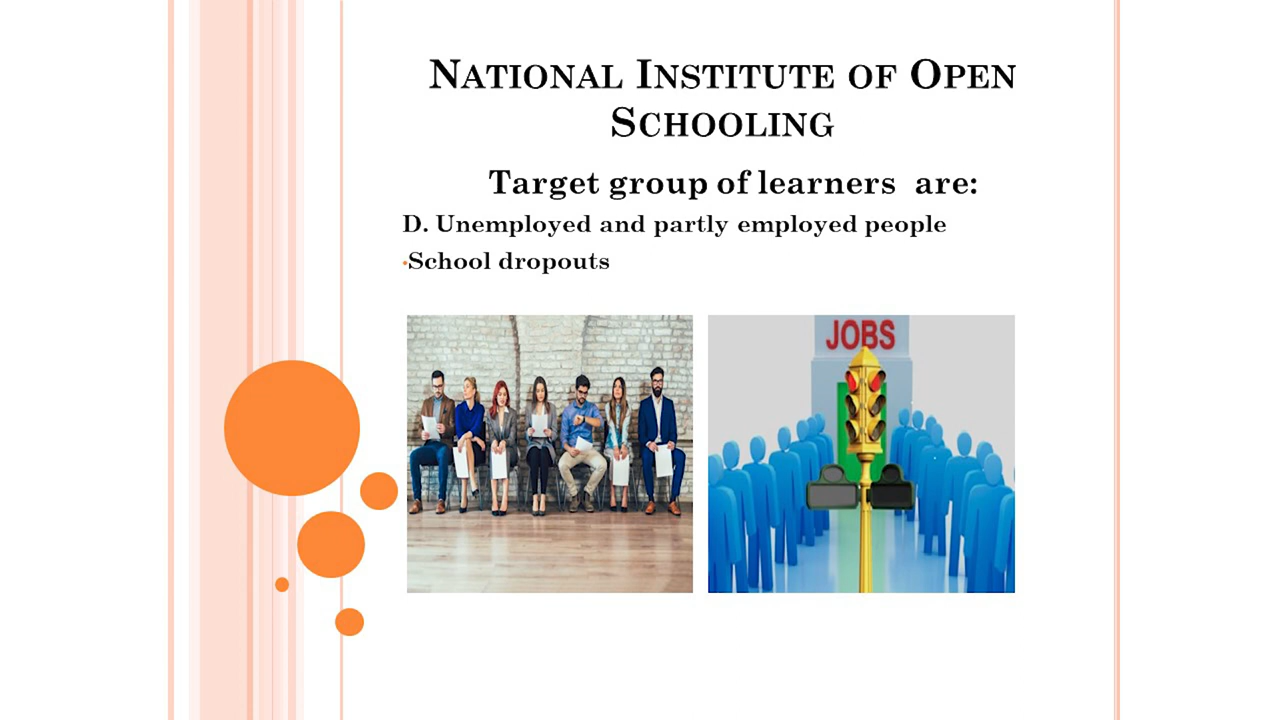 NATIONAL INSTITUTE OF OPEN
SCHOOLING
Target group of learners are:
D. Unemployed and partly employed people
•School dropouts
JOBS